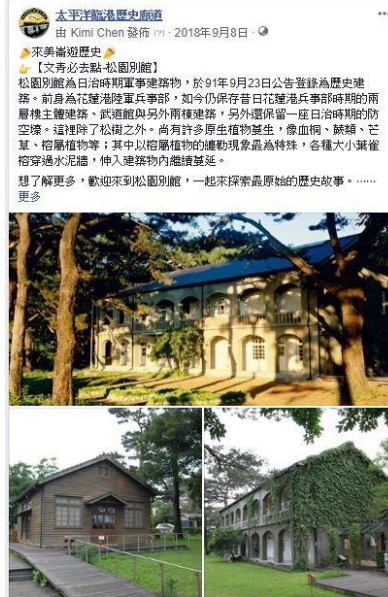 太平洋臨港歷史廊道
由 Kimi Chen 發佈 [?] · 2018年9月8日 ·
來美崙遊歷史
【文青必去點-松園別館】
松園別館為日治時期軍事建築物，於91年9月23日公告登錄為歷史建
築。前身為花蓮港陸軍兵事部，如今仍保存昔日花蓮港兵事部時期的兩
層樓主體建築、武道館與另外兩棟建築，另外還保留一座日治時期的防
空壕。這裡除了松樹之外。尚有許多原生植物蔓生，像血桐、蕨類、芒
草、榕屬植物等；其中以榕屬植物的纏勒現象最為特殊，各種大小葉雀
榕穿過水泥牆，伸入建築物內繼續蔓延。
想了解更多，歡迎來到松園別館，一起來探索最原始的歷史故事。......
更多